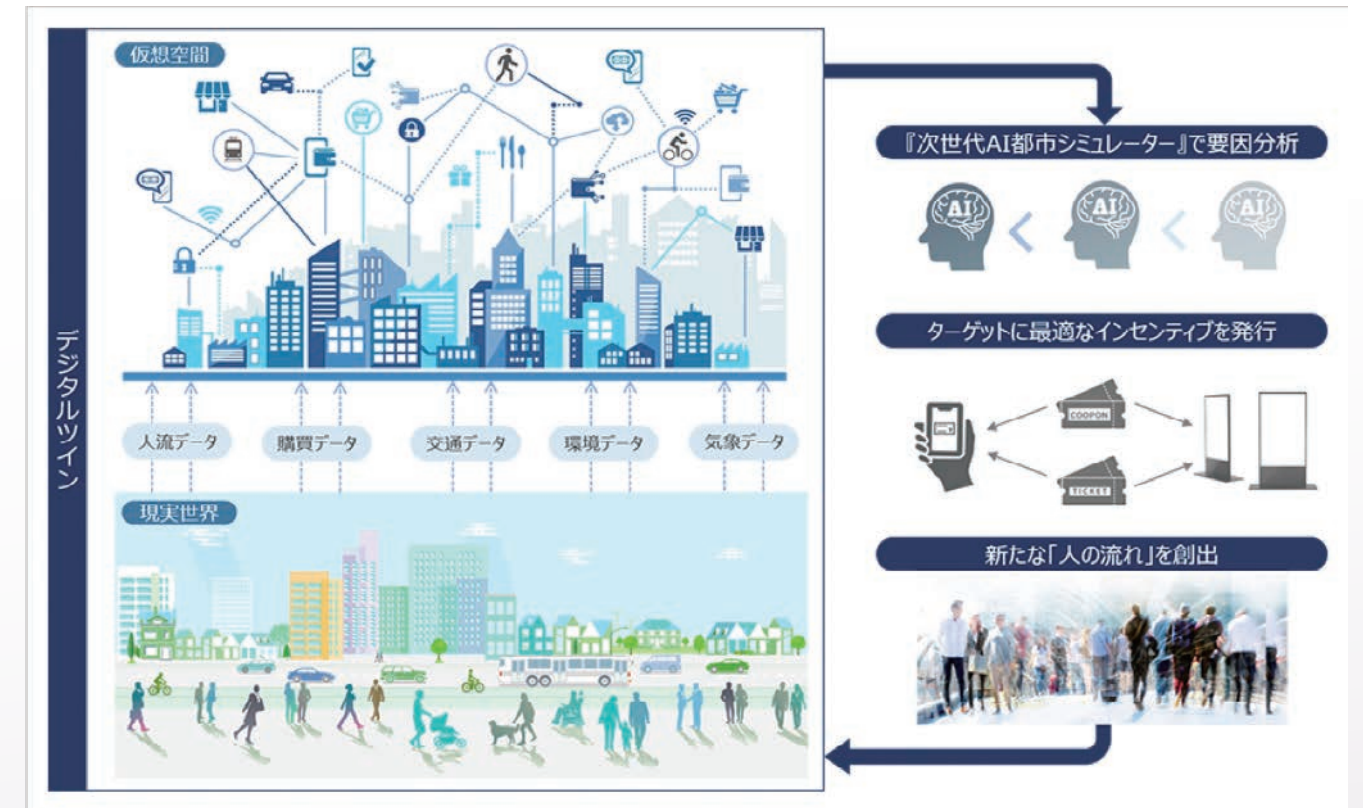 デジタルツイン
仮想空間
人流データ
購買データ
交通データ
環境データ
気象データ
現実世界
『次世代AI都市シミュレーター』で要因分析
AI
AI
AI
ターゲットに最適なインセンティブを発行
COOPON
TICKET
新たな「人の流れ」を創出